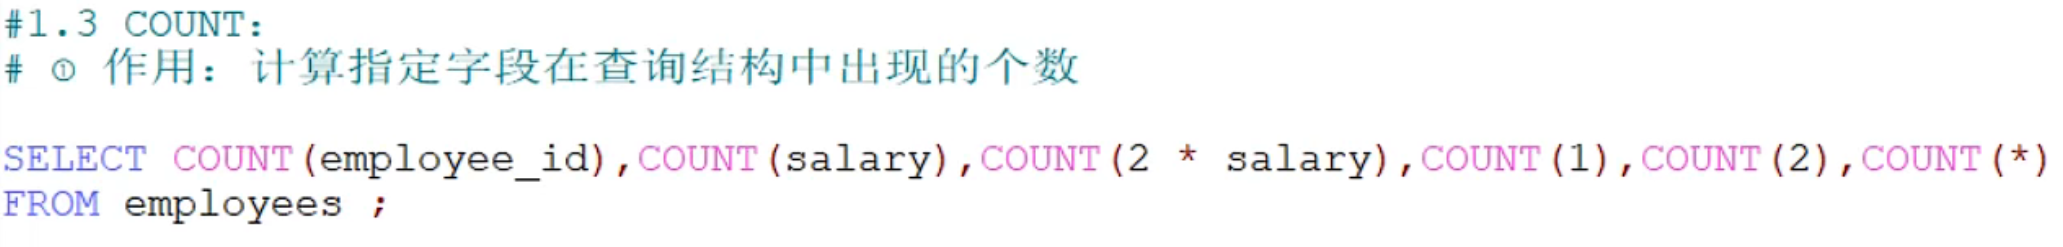 #1.3 COUNT：
# ① 作用：计算指定字段在查询结构中出现的个数
SELECT COUNT(employee_id),COUNT(salary),COUNT(2 * salary),COUNT(1),COUNT(2),COUNT(*)
FROM employees ;